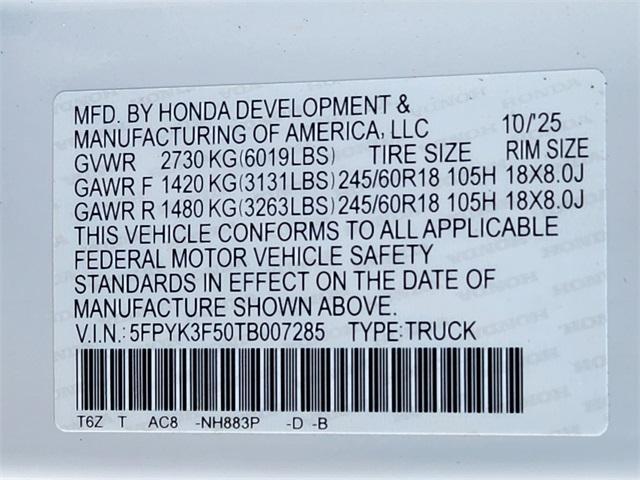 MFD. BY HONDA DEVELOPMENT &
MANUFACTURING OF AMERICA, LLC 10/'25
GVWR 2730 KG(6019LBS) TIRE SIZE RIM SIZE
GAWR F 1420 KG(3131LBS) 245/60R18 105H 18X8.0J
GAWR R 1480 KG(3263LBS) 245/60R18 105H 18X8.0J
THIS VEHICLE CONFORMS TO ALL APPLICABLE
FEDERAL MOTOR VEHICLE SAFETY
STANDARDS IN EFFECT ON THE DATE OF
MANUFACTURE SHOWN ABOVE.
V.I.N.: 5FPYK3F50TB007285 TYPE:TRUCK
T6Z T AC8 -NH883P -D -B